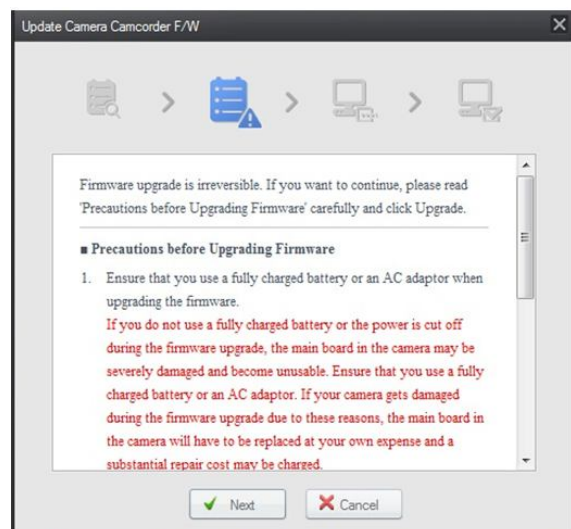 Update Camera Camcorder F/W
Firmware upgrade is irreversible. If you want to continue, please read
'Precautions before Upgrading Firmware' carefully and click Upgrade.
■ Precautions before Upgrading Firmware
1. Ensure that you use a fully charged battery or an AC adaptor when
upgrading the firmware.
If you do not use a fully charged battery or the power is cut off
during the firmware upgrade, the main board in the camera may be
severely damaged and become unusable. Ensure that you use a fully
charged battery or an AC adaptor. If your camera gets damaged
during the firmware upgrade due to these reasons, the main board in
the camera will have to be replaced at your own expense and a
substantial repair cost may be charged.
Next Cancel